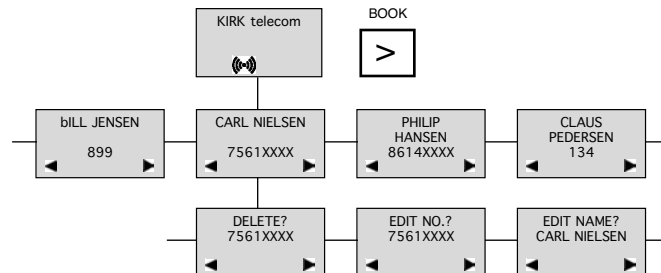 KIRK telecom
BOOK
>
bILL JENSEN
899
CARL NIELSEN
7561XXXX
PHILIP
HANSEN
8614XXXX
CLAUS
PEDERSEN
134
DELETE?
7561XXXX
EDIT NO.?
7561XXXX
EDIT NAME?
CARL NIELSEN